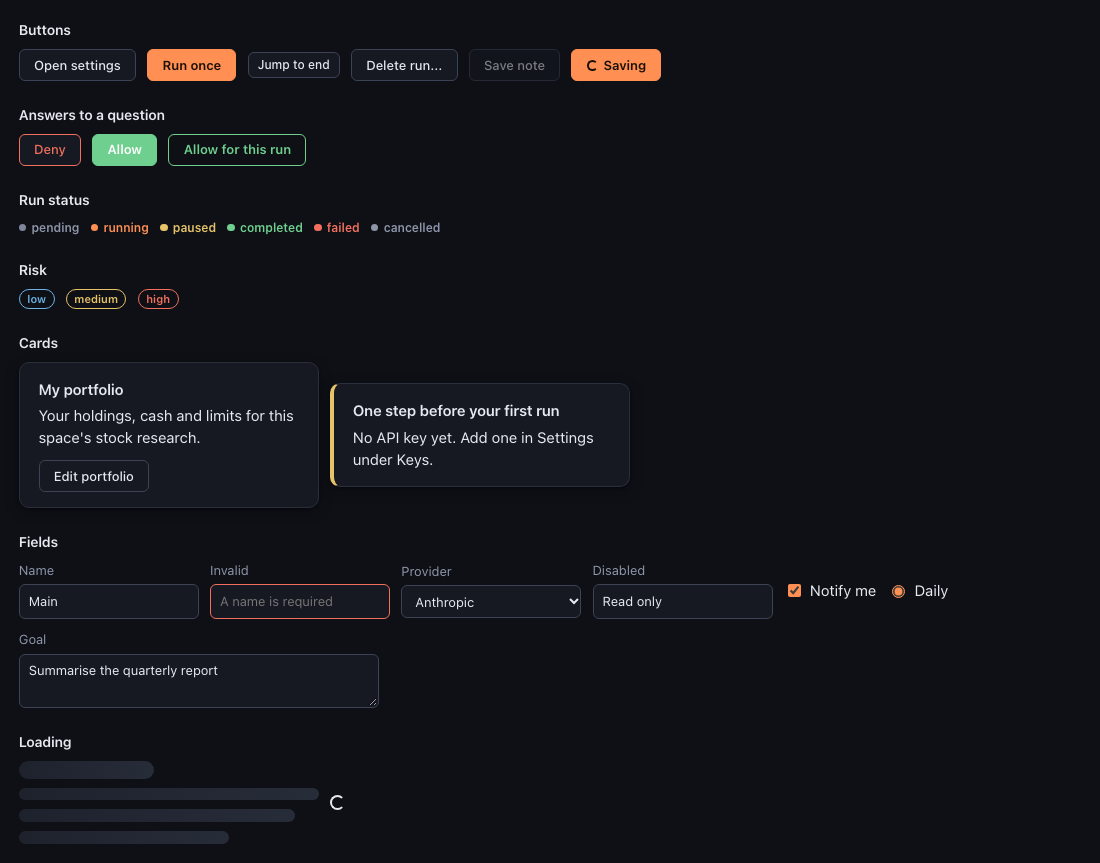 Buttons
Open settings Run once Jump to end Delete run... Save note Saving
Answers to a question
Deny Allow Allow for this run
Run status
pending running paused completed failed cancelled
Risk
low medium high
Cards
My portfolio
Your holdings, cash and limits for this
space's stock research.
Edit portfolio
One step before your first run
No API key yet. Add one in Settings
under Keys.
Fields
Name Invalid Provider Disabled
Main A name is required Anthropic Read only Notify me Daily
Goal
Summarise the quarterly report
Loading